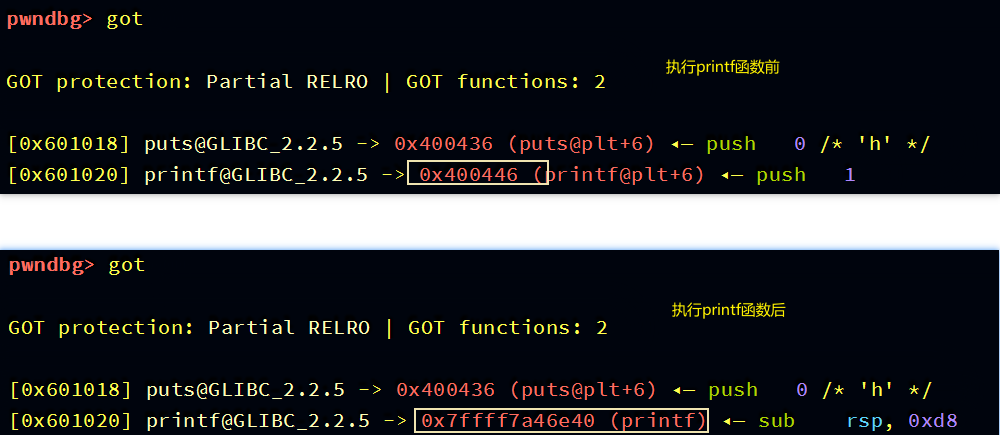 pwndbg> got
GOT protection: Partial RELRO | GOT functions: 2
执行printf函数前
[0x601018] puts@GLIBC_2.2.5 -> 0x400436 (puts@plt+6) ◂— push 0 /* 'h' */
[0x601020] printf@GLIBC_2.2.5 -> 0x400446 (printf@plt+6) ◂— push 1
pwndbg> got
执行printf函数后
GOT protection: Partial RELRO | GOT functions: 2
[0x601018] puts@GLIBC_2.2.5 -> 0x400436 (puts@plt+6) ◂— push 0 /* 'h' */
[0x601020] printf@GLIBC_2.2.5 -> 0x7ffff7a46e40 (printf) ◂— sub rsp, 0xd8